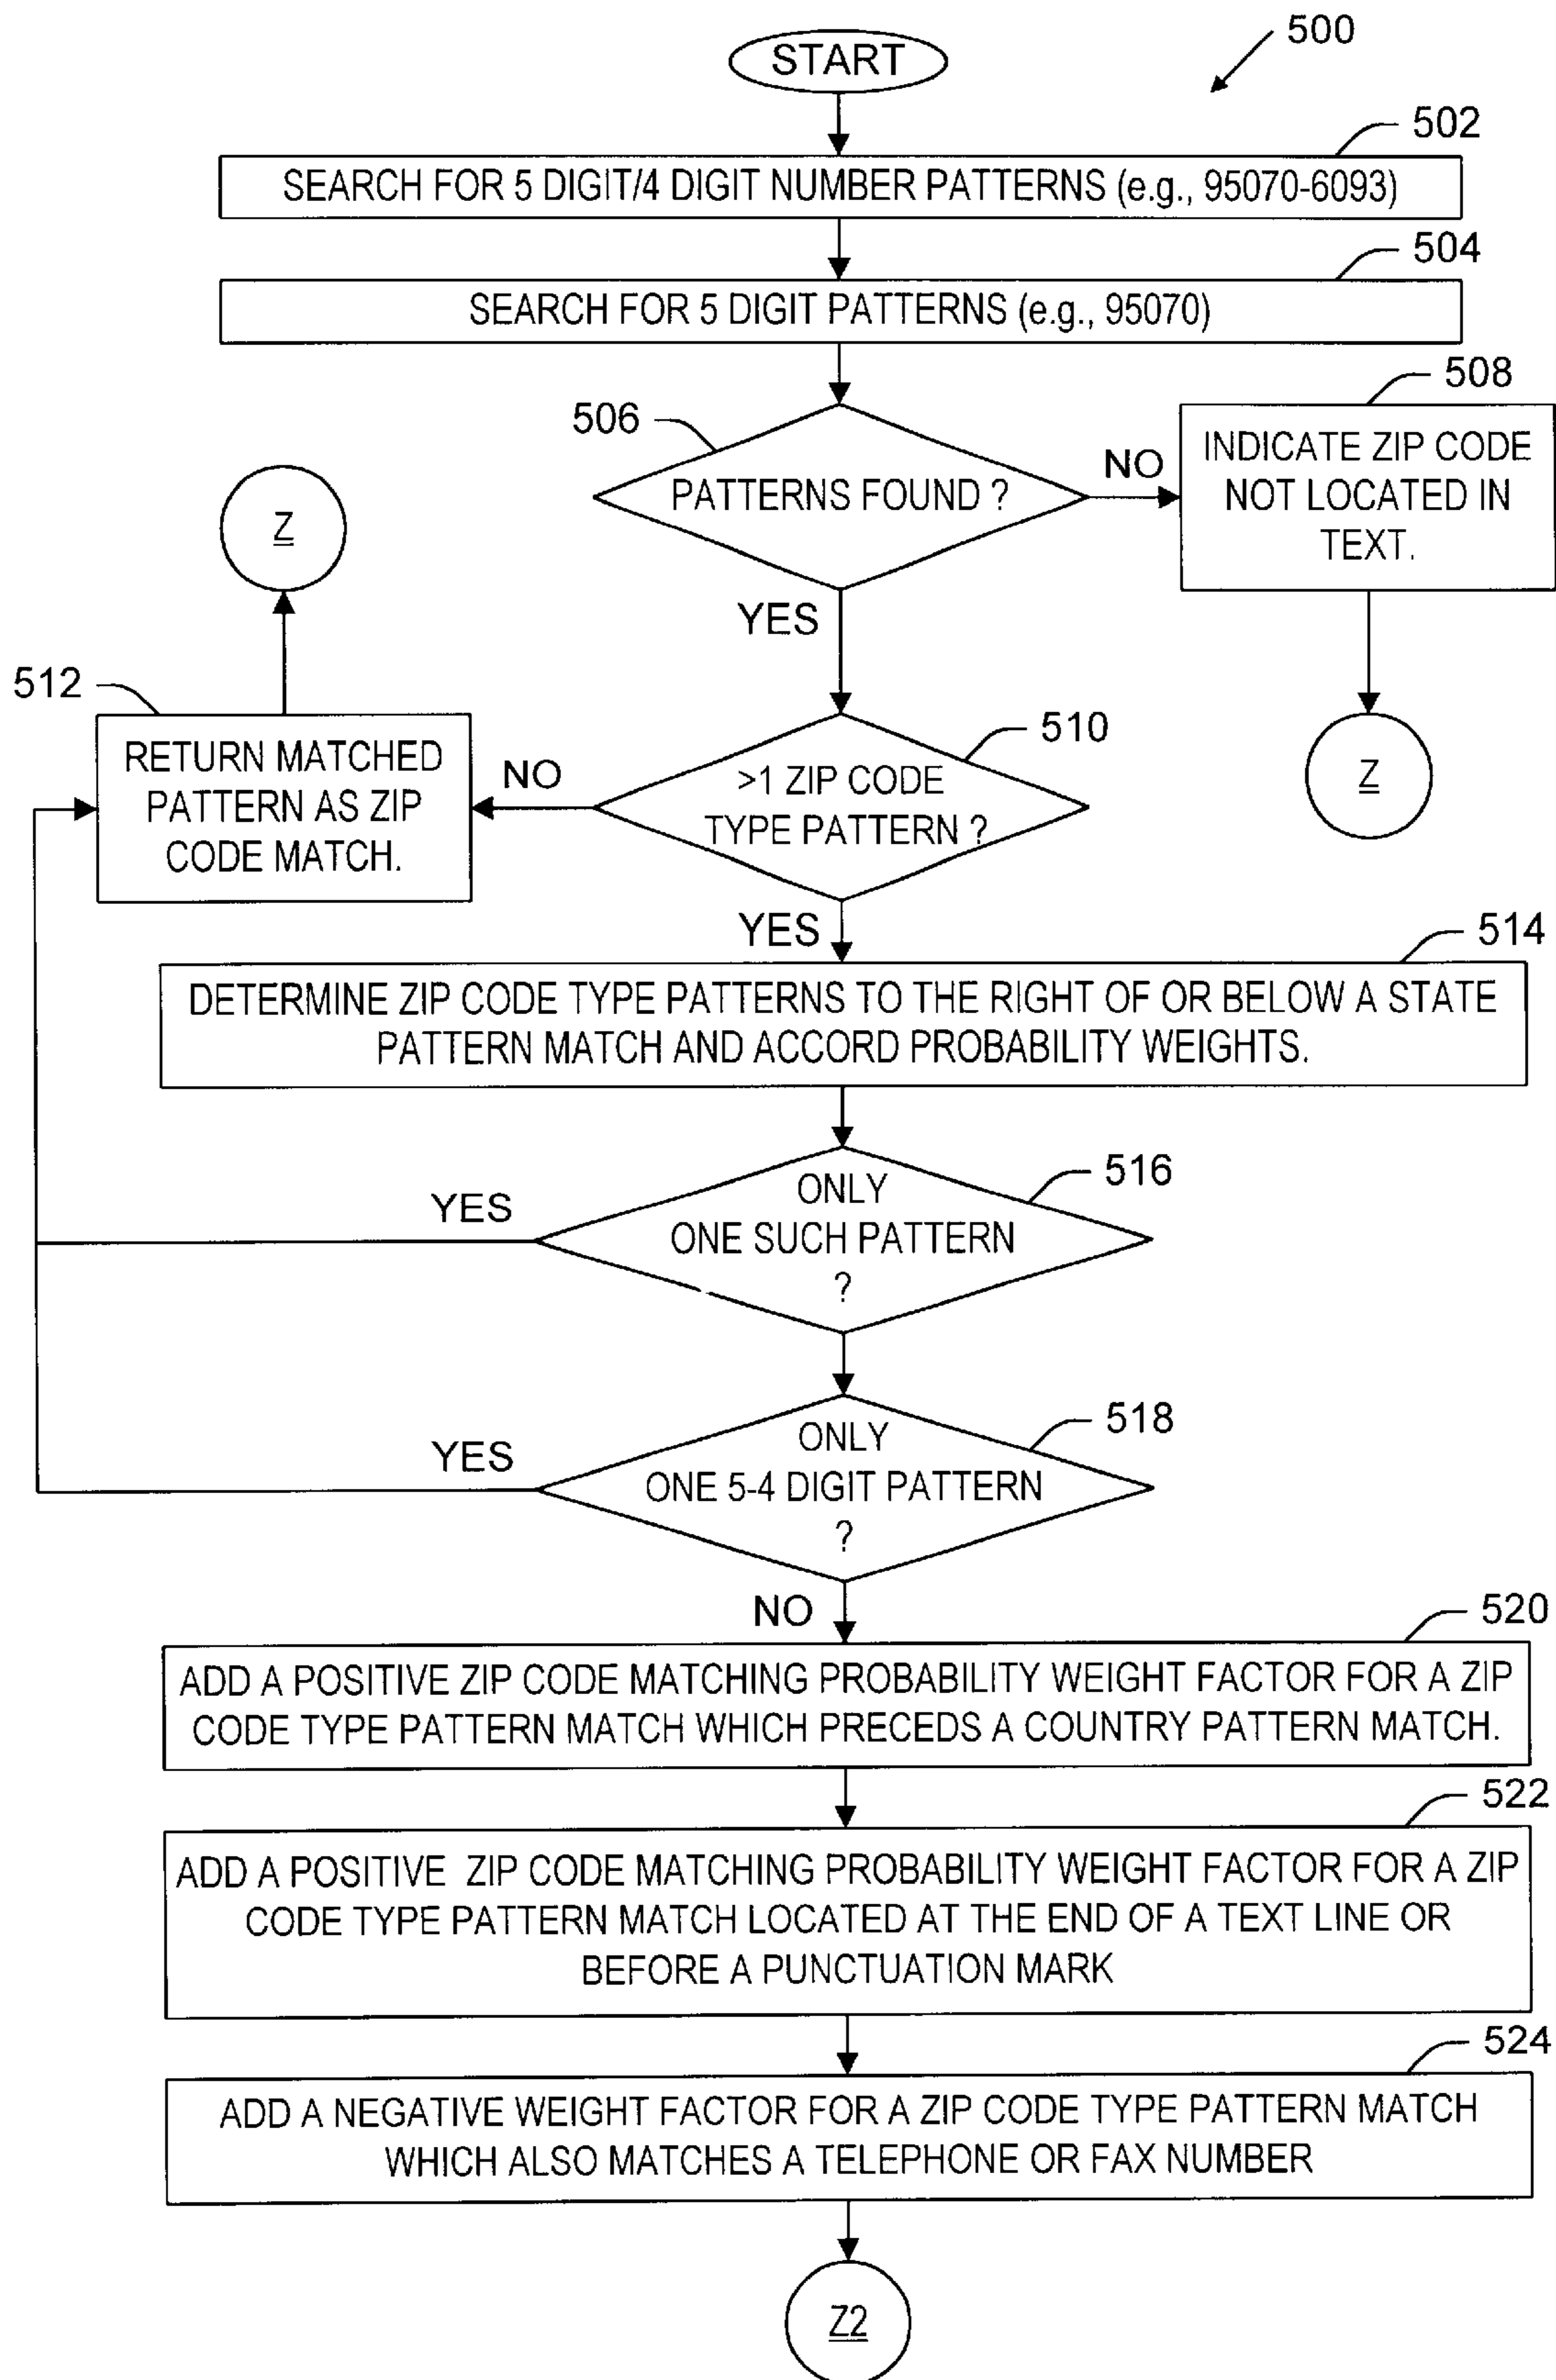 500
START
502
SEARCH FOR 5 DIGIT/4 DIGIT NUMBER PATTERNS (e.g., 95070-6093)
504
SEARCH FOR 5 DIGIT PATTERNS (e.g., 95070)
506
PATTERNS FOUND ?
NO
508
INDICATE ZIP CODE
NOT LOCATED IN
TEXT.
Z
YES
Z
512
RETURN MATCHED
PATTERN AS ZIP
CODE MATCH.
NO
510
>1 ZIP CODE
TYPE PATTERN ?
YES
514
DETERMINE ZIP CODE TYPE PATTERNS TO THE RIGHT OF OR BELOW A STATE
PATTERN MATCH AND ACCORD PROBABILITY WEIGHTS.
516
YES
ONLY
ONE SUCH PATTERN
?
518
YES
ONLY
ONE 5-4 DIGIT PATTERN
?
NO
520
ADD A POSITIVE ZIP CODE MATCHING PROBABILITY WEIGHT FACTOR FOR A ZIP
CODE TYPE PATTERN MATCH WHICH PRECEDS A COUNTRY PATTERN MATCH.
522
ADD A POSITIVE ZIP CODE MATCHING PROBABILITY WEIGHT FACTOR FOR A ZIP
CODE TYPE PATTERN MATCH LOCATED AT THE END OF A TEXT LINE OR
BEFORE A PUNCTUATION MARK
524
ADD A NEGATIVE WEIGHT FACTOR FOR A ZIP CODE TYPE PATTERN MATCH
WHICH ALSO MATCHES A TELEPHONE OR FAX NUMBER
Z2